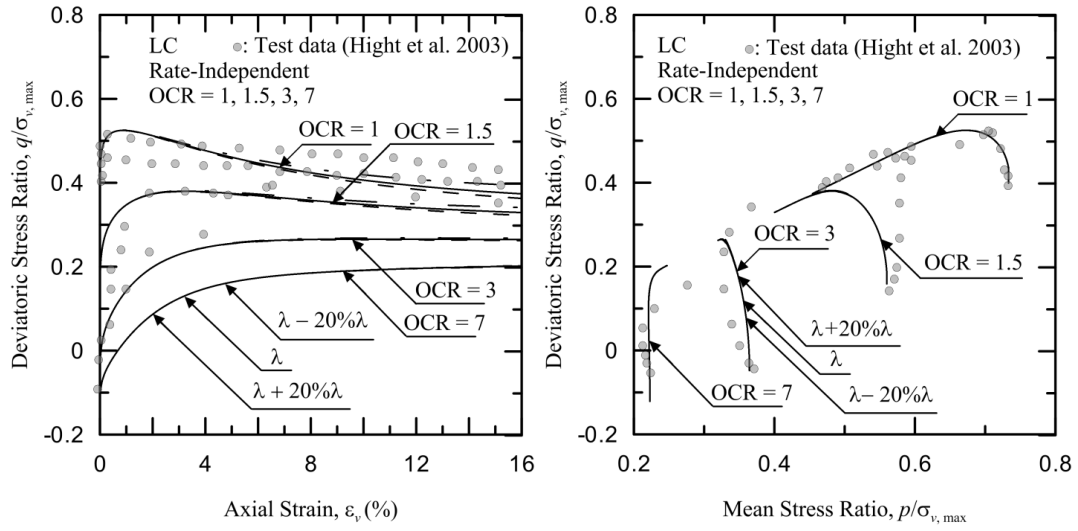 Deviatoric Stress Ratio, q/σv, max
0.8
0.6
0.4
0.2
0
-0.2
LC
: Test data (Hight et al. 2003)
Rate-Independent
OCR = 1, 1.5, 3, 7
OCR = 1
OCR = 1.5
OCR = 3
OCR = 7
λ − 20%λ
λ
λ + 20%λ
0
4
8
12
16
Axial Strain, εv (%)
Deviatoric Stress Ratio, q/σv, max
0.8
0.6
0.4
0.2
0
-0.2
LC
: Test data (Hight et al. 2003)
Rate-Independent
OCR = 1, 1.5, 3, 7
OCR = 1
OCR = 3
OCR = 1.5
λ+20%λ
λ
λ− 20%λ
OCR = 7
0.2
0.4
0.6
0.8
Mean Stress Ratio, p/σv, max